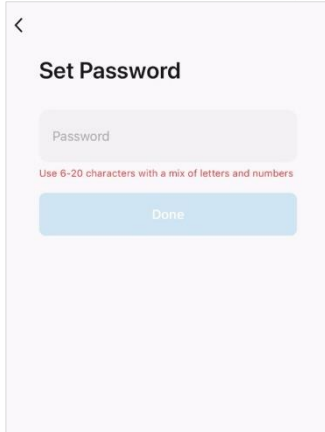 Set Password
Password
Use 6-20 characters with a mix of letters and numbers
Done